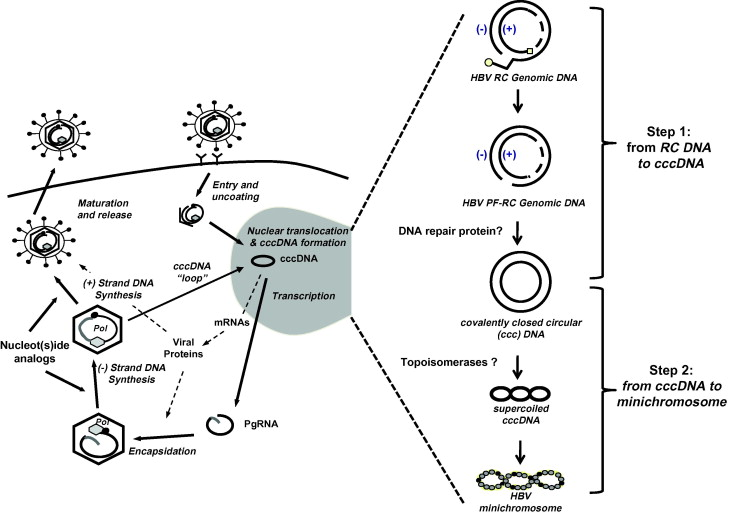 Entry and
uncoating
Maturation
and release
Nuclear translocation
& cccDNA formation
cccDNA
cccDNA
"loop"
Transcription
(+) Strand DNA
Synthesis
mRNAs
Pol
Viral
Proteins
Nucleot(s)ide
analogs
(-) Strand DNA
Synthesis
Pol
PgRNA
Encapsidation
(-)
(+)
HBV RC Genomic DNA
(-)
(+)
HBV PF-RC Genomic DNA
DNA repair protein?
covalently closed circular
(ccc) DNA
Topoisomerases ?
supercoiled
cccDNA
HBV
minichromosome
Step 1:
from RC DNA
to cccDNA
Step 2:
from cccDNA to
minichromosome